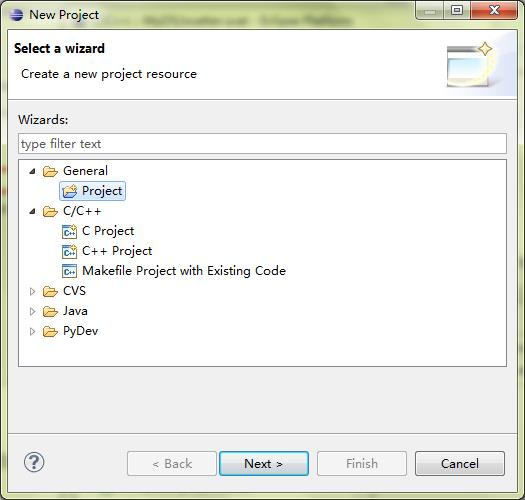 New Project
Select a wizard
Create a new project resource
Wizards:
type filter text
General
Project
C/C++
C Project
C++ Project
Makefile Project with Existing Code
CVS
Java
PyDev
< Back
Next >
Finish
Cancel